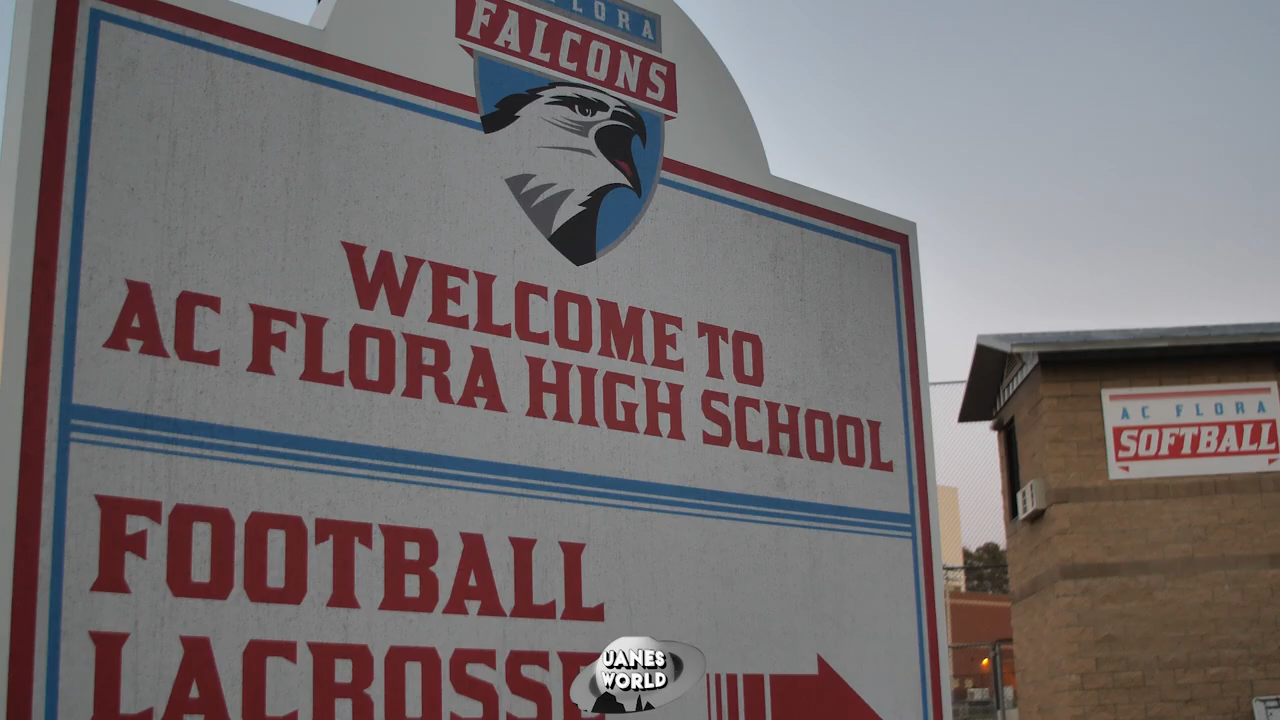 FLORA
FALCONS
WELCOME TO
AC FLORA HIGH SCHOOL
FOOTBALL
LACROSSE
AC FLORA
SOFTBALL
UANES
WORLD